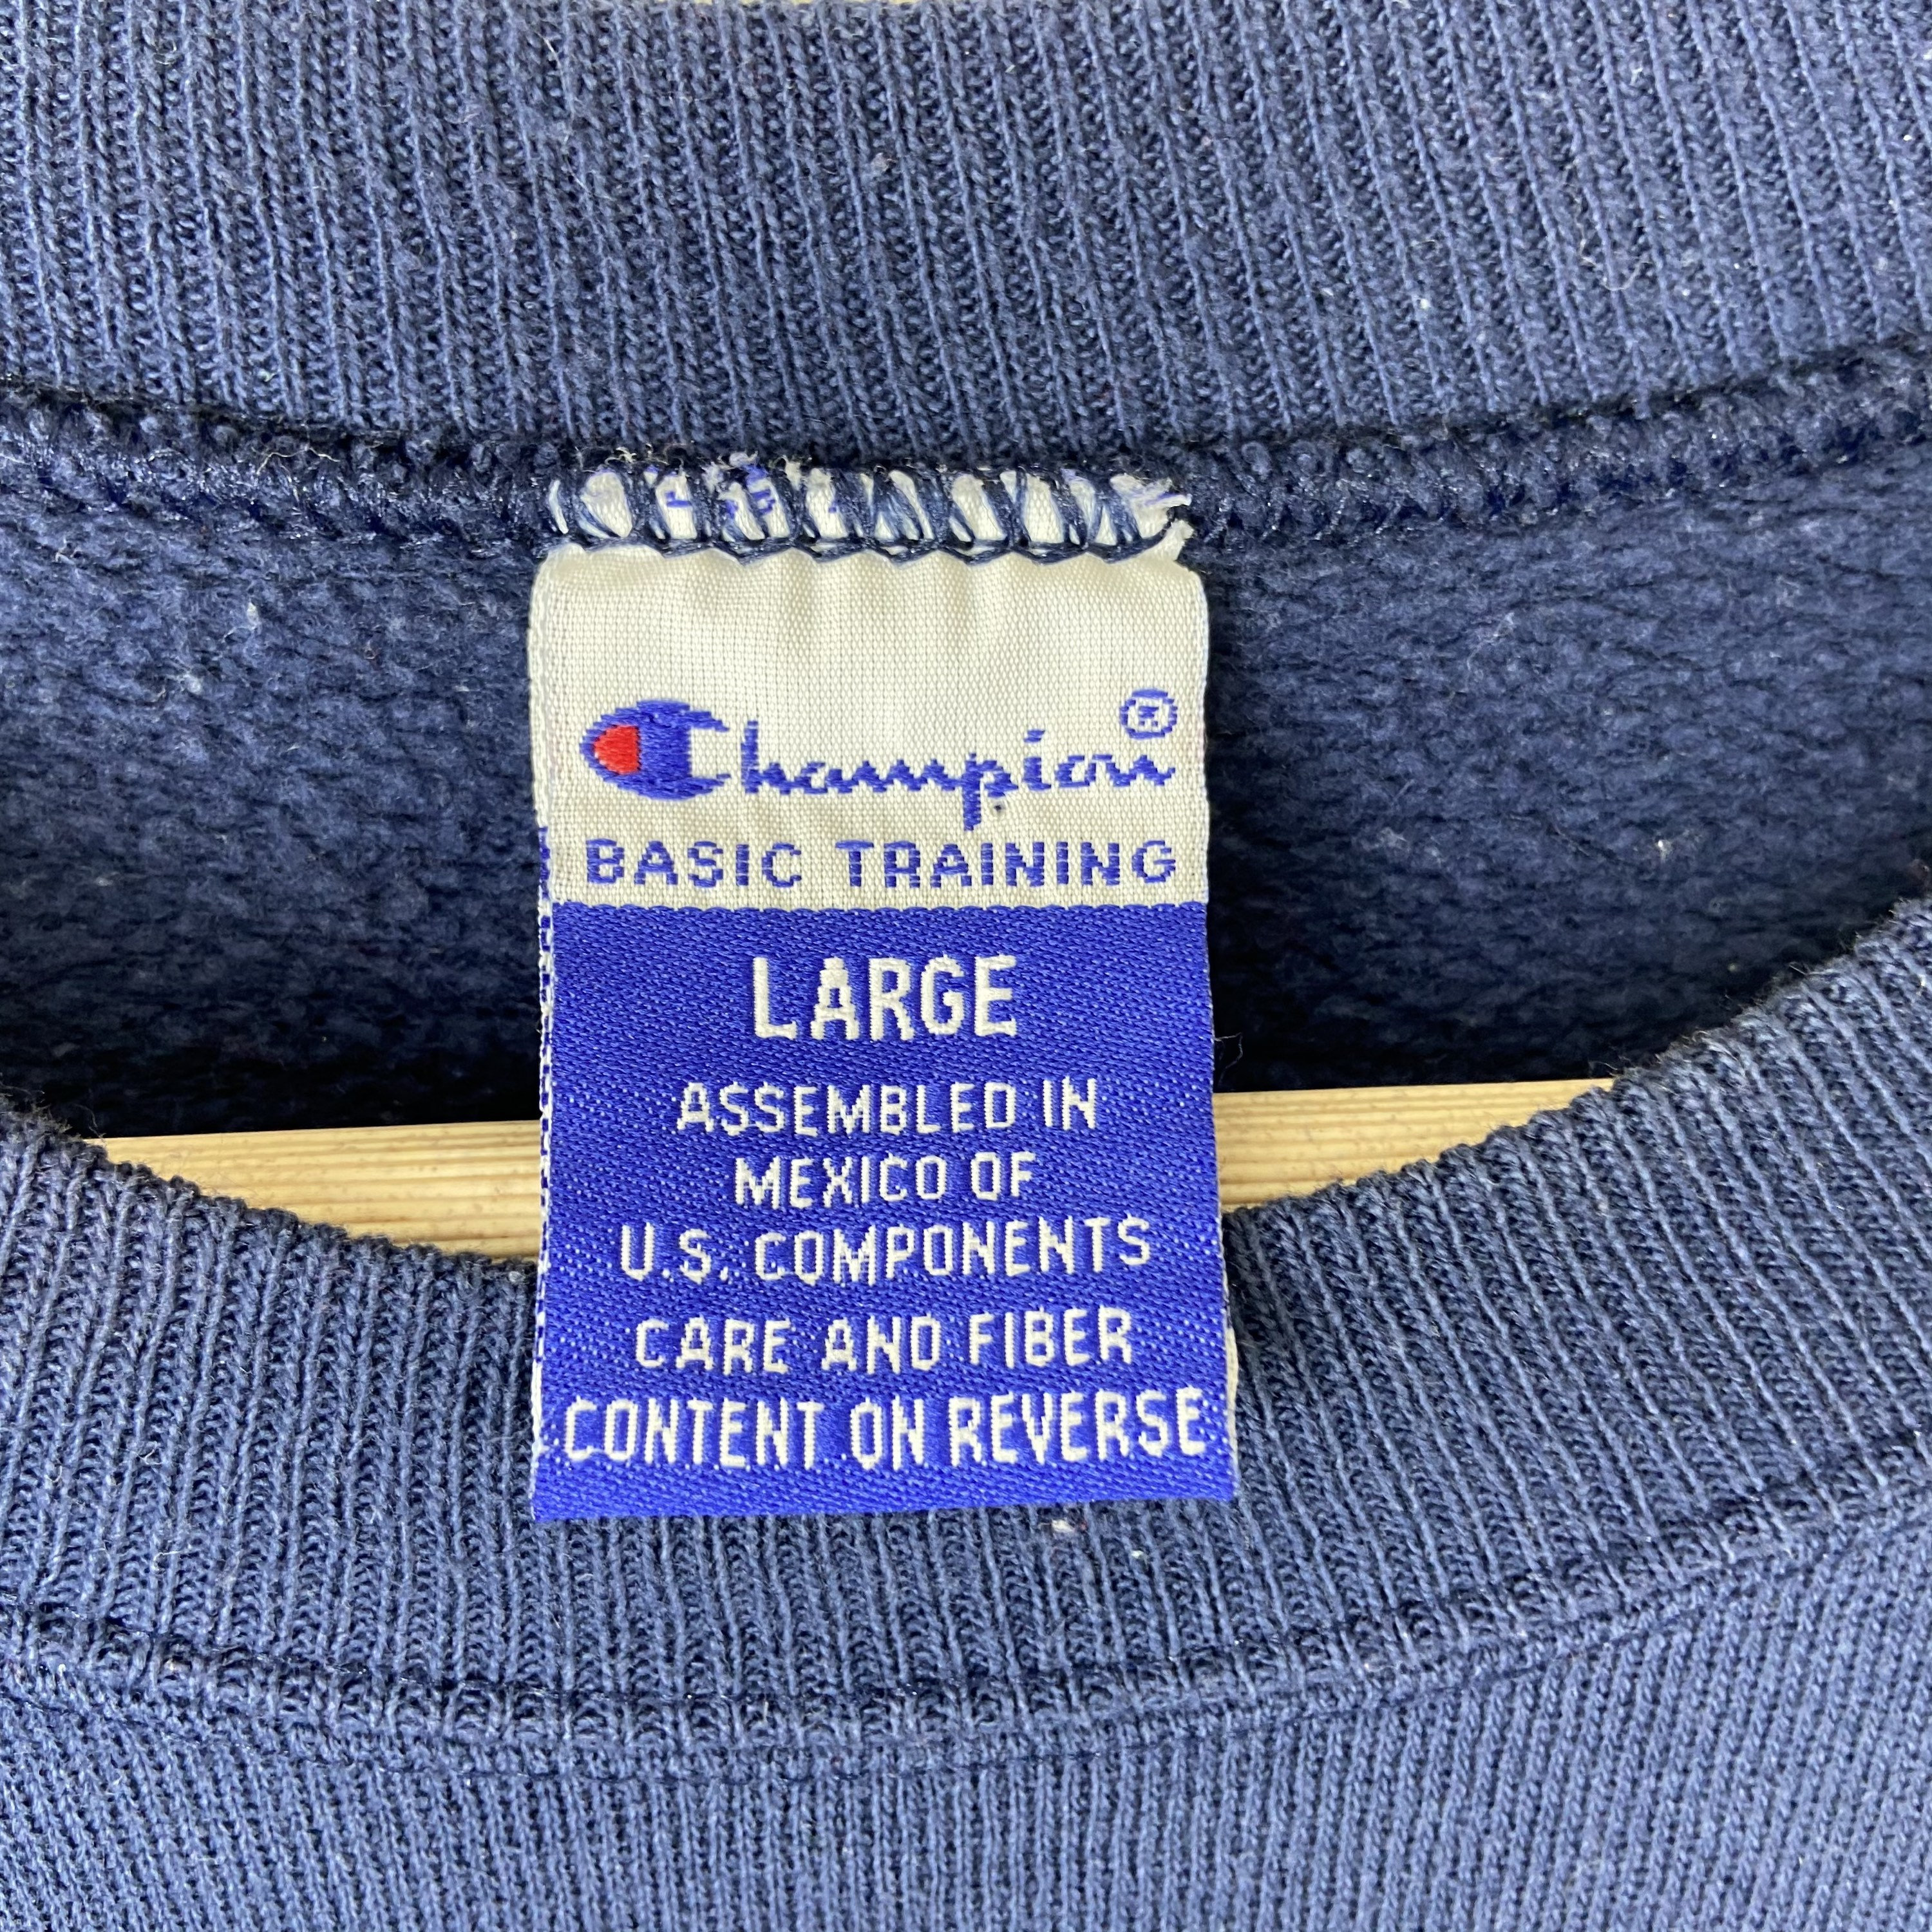 Champion®
BASIC TRAINING
LARGE
ASSEMBLED IN
MEXICO OF
U.S. COMPONENTS
CARE AND FIBER
CONTENT ON REVERSE